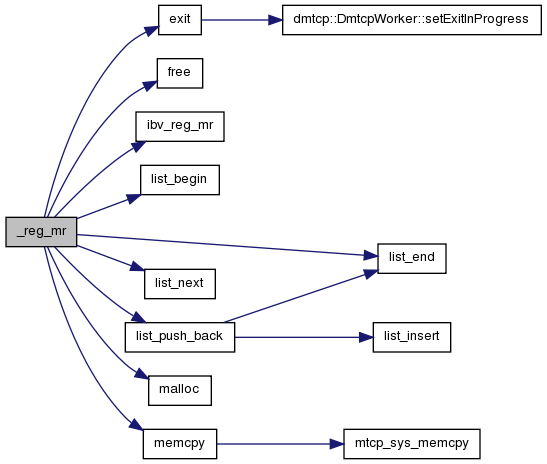 exit
dmtcp::DmtcpWorker::setExitInProgress
free
ibv_reg_mr
list_begin
_reg_mr
list_end
list_next
list_push_back
list_insert
malloc
memcpy
mtcp_sys_memcpy